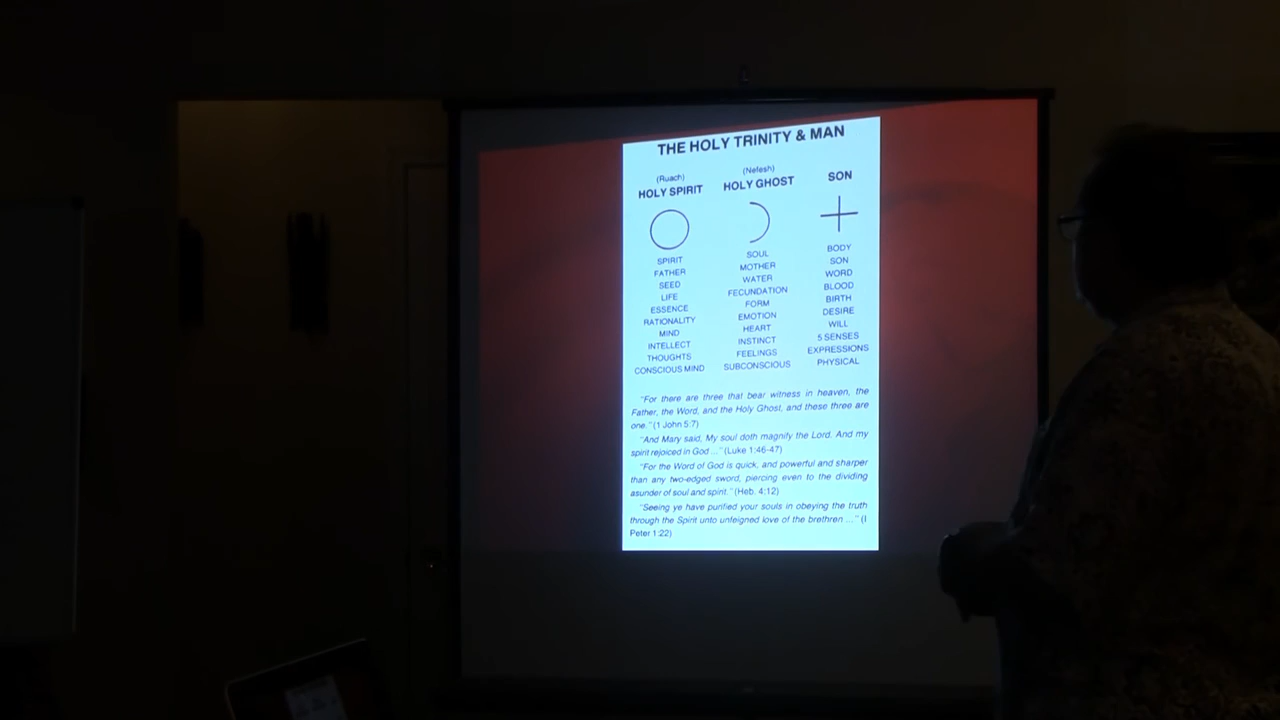 THE HOLY TRINITY & MAN
(Ruach) (Nefesh)
HOLY SPIRIT HOLY GHOST SON
SPIRIT SOUL BODY
FATHER MOTHER SON
SEED WATER WORD
LIFE FECUNDATION BLOOD
ESSENCE FORM BIRTH
RATIONALITY EMOTION DESIRE
MIND HEART WILL
INTELLECT INSTINCT 5 SENSES
THOUGHTS FEELINGS EXPRESSIONS
CONSCIOUS MIND SUBCONSCIOUS PHYSICAL
"For there are three that bear witness in heaven, the
Father, the Word, and the Holy Ghost, and these three are
one." (1 John 5:7)
"And Mary said, My soul doth magnify the Lord. And my
spirit rejoiced in God ..." (Luke 1:46-47)
"For the Word of God is quick, and powerful and sharper
than any two-edged sword, piercing even to the dividing
asunder of soul and spirit." (Heb. 4:12)
"Seeing ye have purified your souls in obeying the truth
through the Spirit unto unfeigned love of the brethren ..." (I
Peter 1:22)